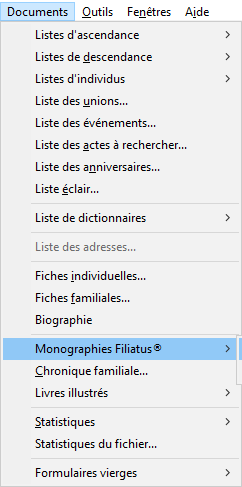 Documents Outils Fenêtres Aide
Listes d'ascendance
Listes de descendance
Listes d'individus
Liste des unions...
Liste des événements...
Liste des actes à rechercher...
Liste des anniversaires...
Liste éclair...
Liste de dictionnaires
Liste des adresses...
Fiches individuelles...
Fiches familiales...
Biographie
Monographies Filiatus®
Chronique familiale...
Livres illustrés
Statistiques
Statistiques du fichier...
Formulaires vierges